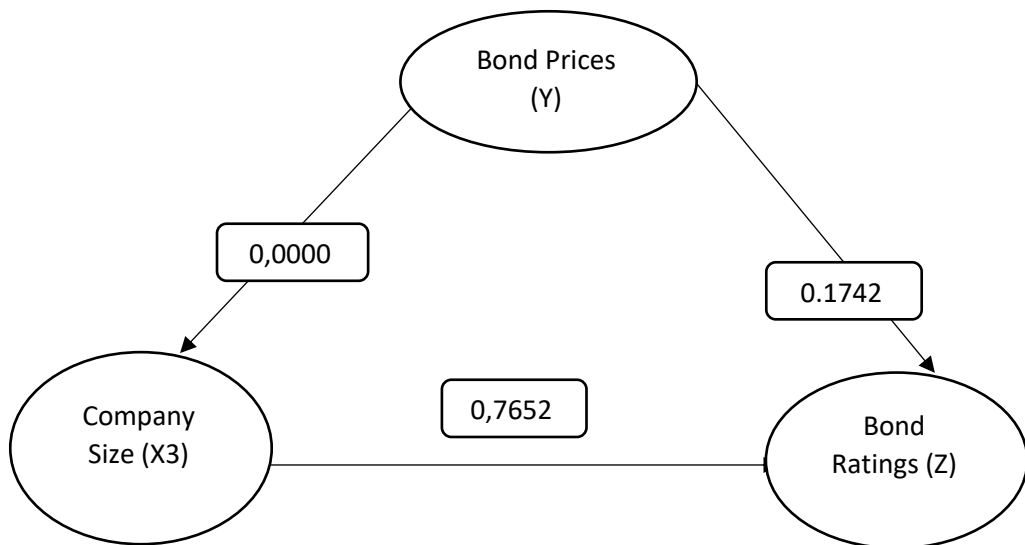 Bond Prices
(Y)
0,0000
0.1742
0,7652
Company
Size (X3)
Bond
Ratings (Z)